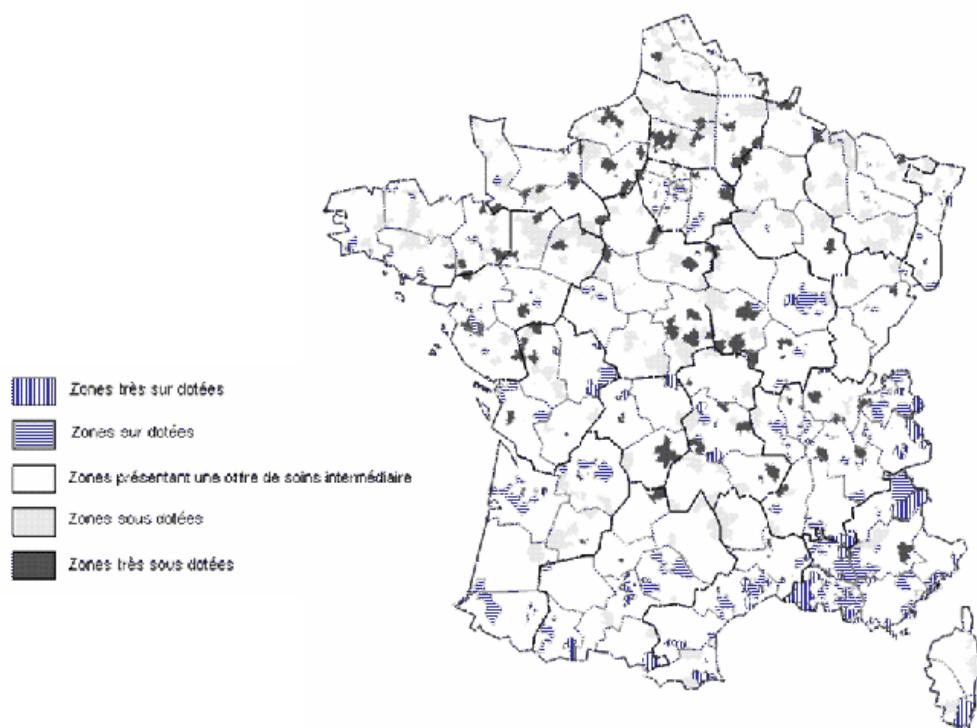 Zones très sur dotées
Zones sur dotées
Zones présentant une offre de soins intermédiaire
Zones sous dotées
Zones très sous dotées